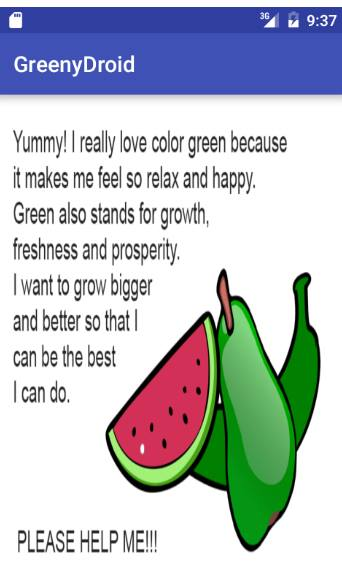 3G 9:37
GreenyDroid
Yummy! I really love color green because
it makes me feel so relax and happy.
Green also stands for growth,
freshness and prosperity.
I want to grow bigger
and better so that I
can be the best
I can do.
PLEASE HELP ME!!!